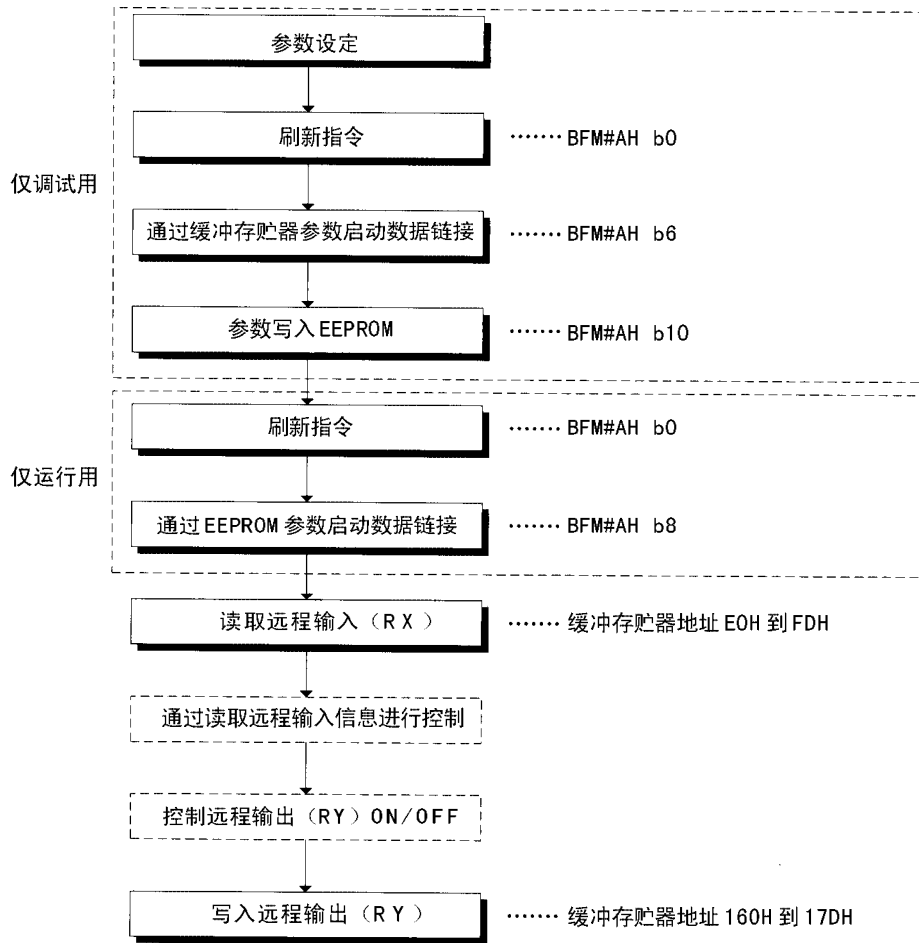 参数设定
刷新指令 ······· BFM#AH b0
仅调试用
通过缓冲存贮器参数启动数据链接 ······· BFM#AH b6
参数写入EEPROM ······· BFM#AH b10
刷新指令 ······· BFM#AH b0
仅运行用
通过EEPROM参数启动数据链接 ······· BFM#AH b8
读取远程输入（RX） ······· 缓冲存贮器地址E0H到FDH
通过读取远程输入信息进行控制
控制远程输出（RY）ON/OFF
写入远程输出（RY） ······· 缓冲存贮器地址160H到17DH